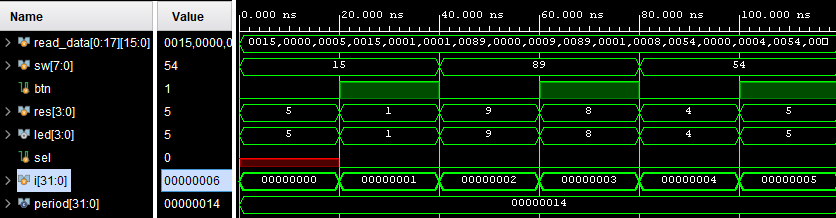 Name Value 0.000 ns 20.000 ns 40.000 ns 60.000 ns 80.000 ns 100.000 ns
read_data[0:17][15:0] 0015,0000,0 0015,0000,0005,0015,0001,0001,0089,0000,0009,0089,0001,0008,0054,0000,0004,0054,00
sw[7:0] 54 15 89 54
btn 1
res[3:0] 5 5 1 9 8 4 5
led[3:0] 5 5 1 9 8 4 5
sel 0
i[31:0] 00000006 00000000 00000001 00000002 00000003 00000004 00000005
period[31:0] 00000014 00000014